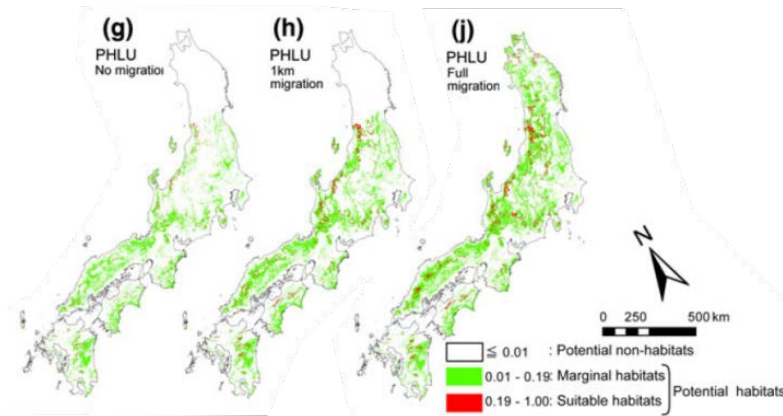 (g)
PHLU
No migration
(h)
PHLU
1km
migration
(j)
PHLU
Full
migration
N
0 250 500 km
≦ 0.01 : Potential non-habitats
0.01 - 0.19: Marginal habitats
0.19 - 1.00: Suitable habitats
Potential habitats